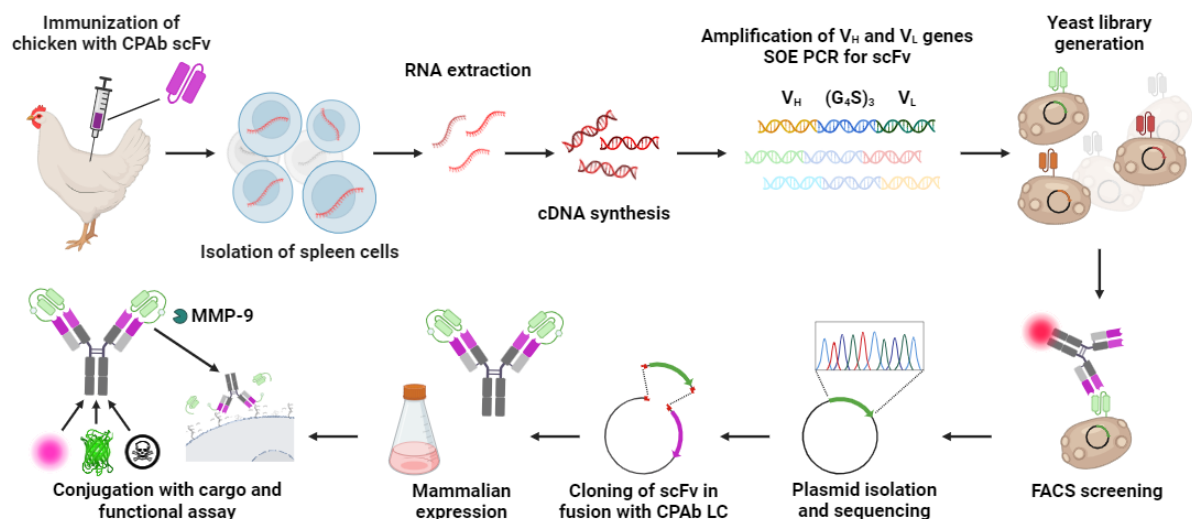 Immunization of
chicken with CPAb scFv
RNA extraction
Amplification of VH and VL genes
SOE PCR for scFv
VH (G4S)3 VL
Yeast library
generation
Isolation of spleen cells
cDNA synthesis
MMP-9
Conjugation with cargo and
functional assay
Mammalian
expression
Cloning of scFv in
fusion with CPAb LC
Plasmid isolation
and sequencing
FACS screening